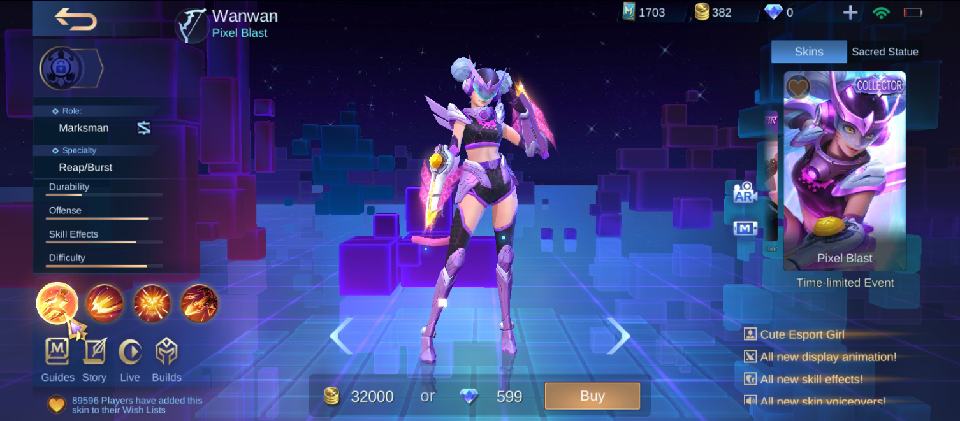 Wanwan
Pixel Blast
1703
382
0
Skins
Sacred Statue
Role:
Marksman
Specialty
Reap/Burst
Durability
Offense
Skill Effects
Difficulty
COLLECTOR
AR
M
Pixel Blast
Time-limited Event
Cute Esport Girl
All new display animation!
All new skill effects!
All new skin voiceovers!
Guides
Story
Live
Builds
89596 Players have added this
skin to their Wish Lists
32000 or 599
Buy